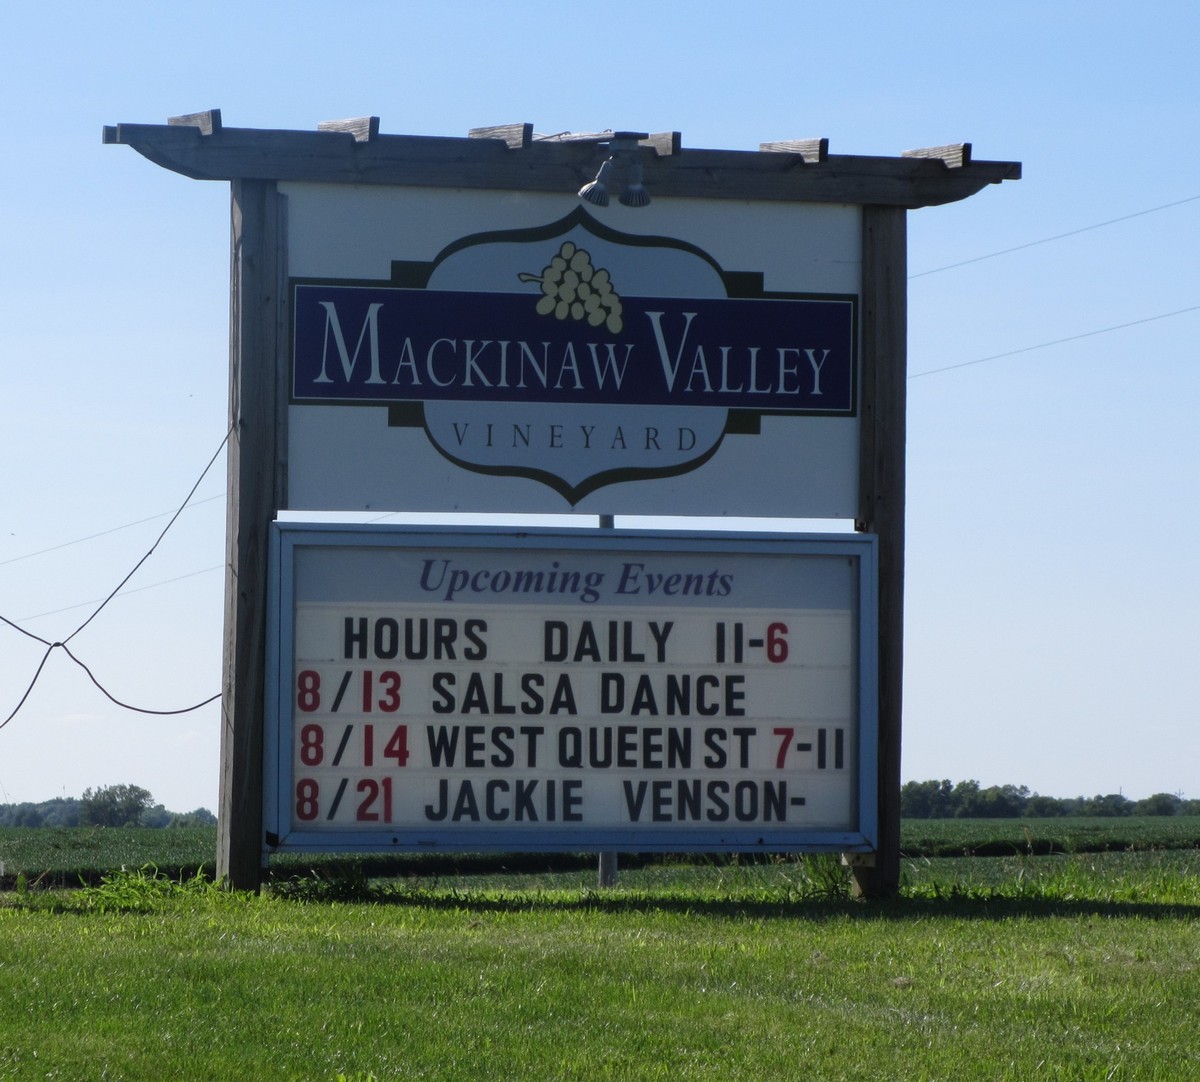 MACKINAW VALLEY
VINEYARD
Upcoming Events
HOURS DAILY 11-6
8/13 SALSA DANCE
8/14 WEST QUEEN ST 7-11
8/21 JACKIE VENSON-